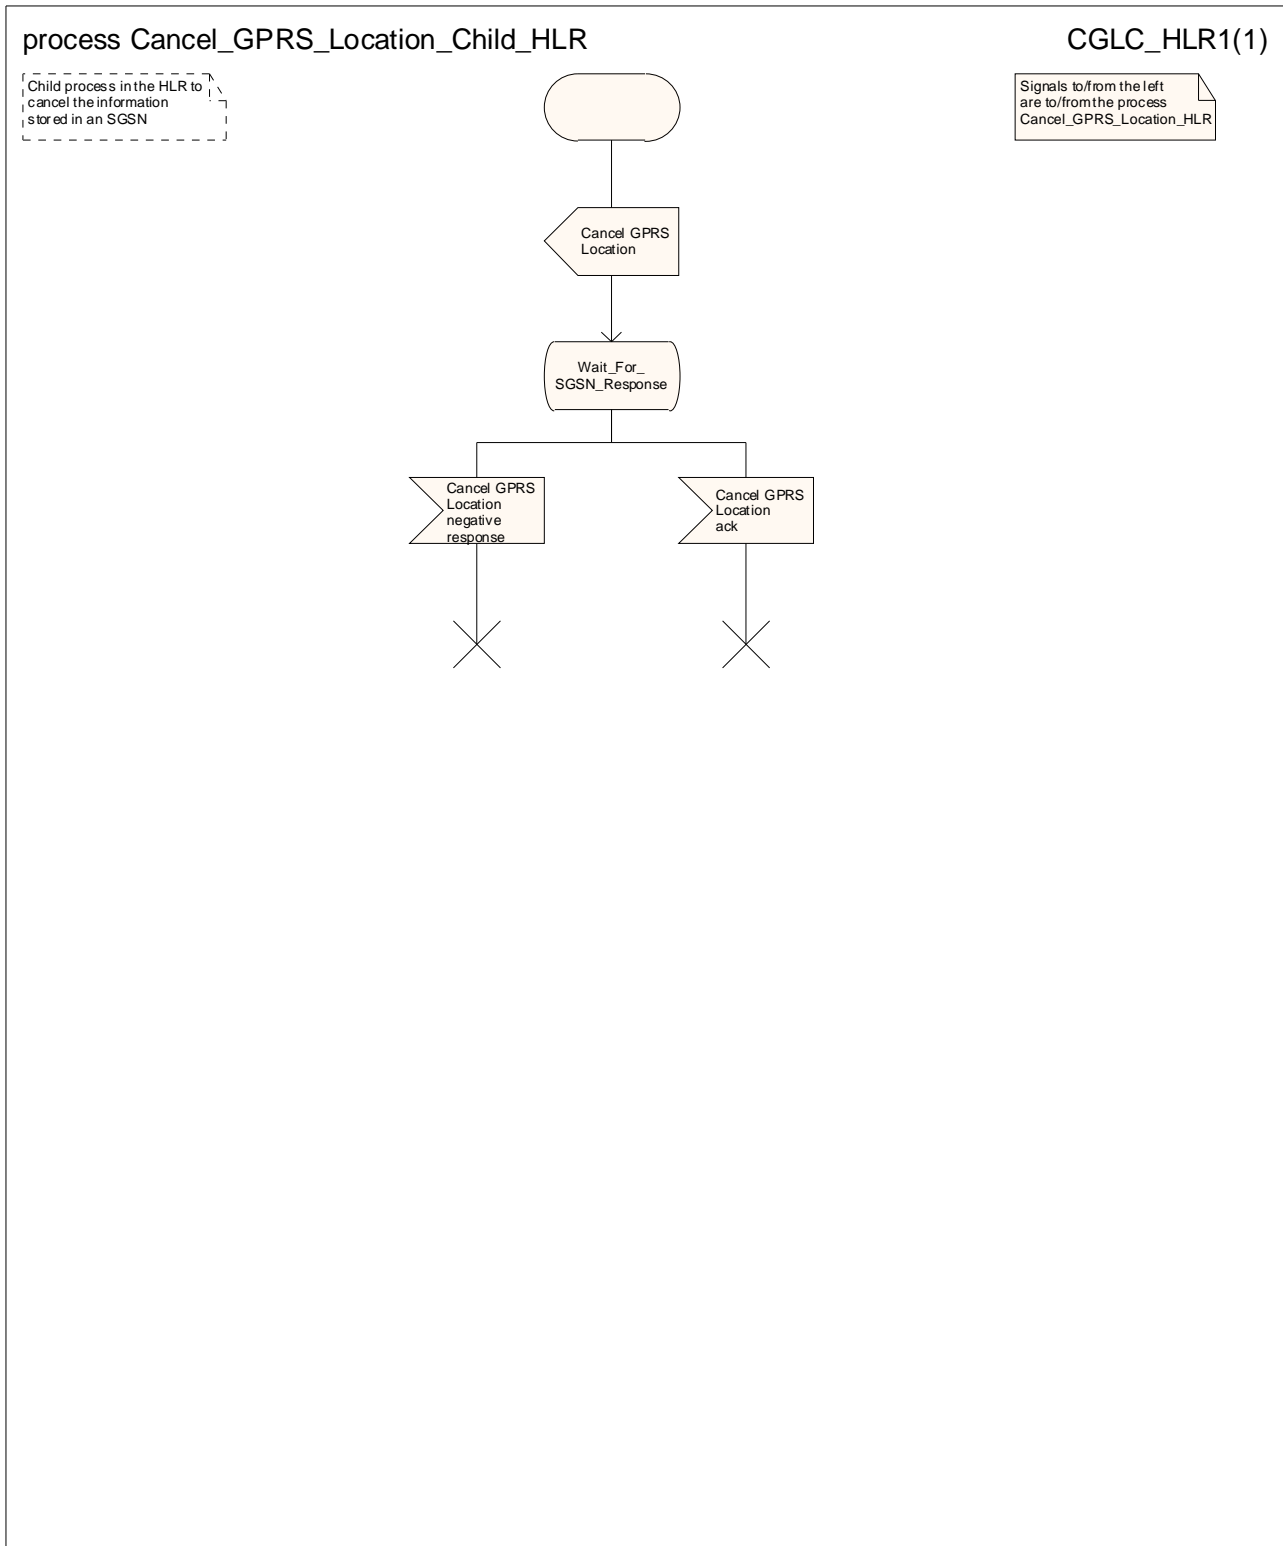 process Cancel_GPRS_Location_Child_HLR
CGLC_HLR1(1)
Child process in the HLR to
cancel the information
stored in an SGSN
Signals to/from the left
are to/from the process
Cancel_GPRS_Location_HLR
Cancel GPRS
Location
Wait_For_
SGSN_Response
Cancel GPRS
Location
negative
response
Cancel GPRS
Location
ack